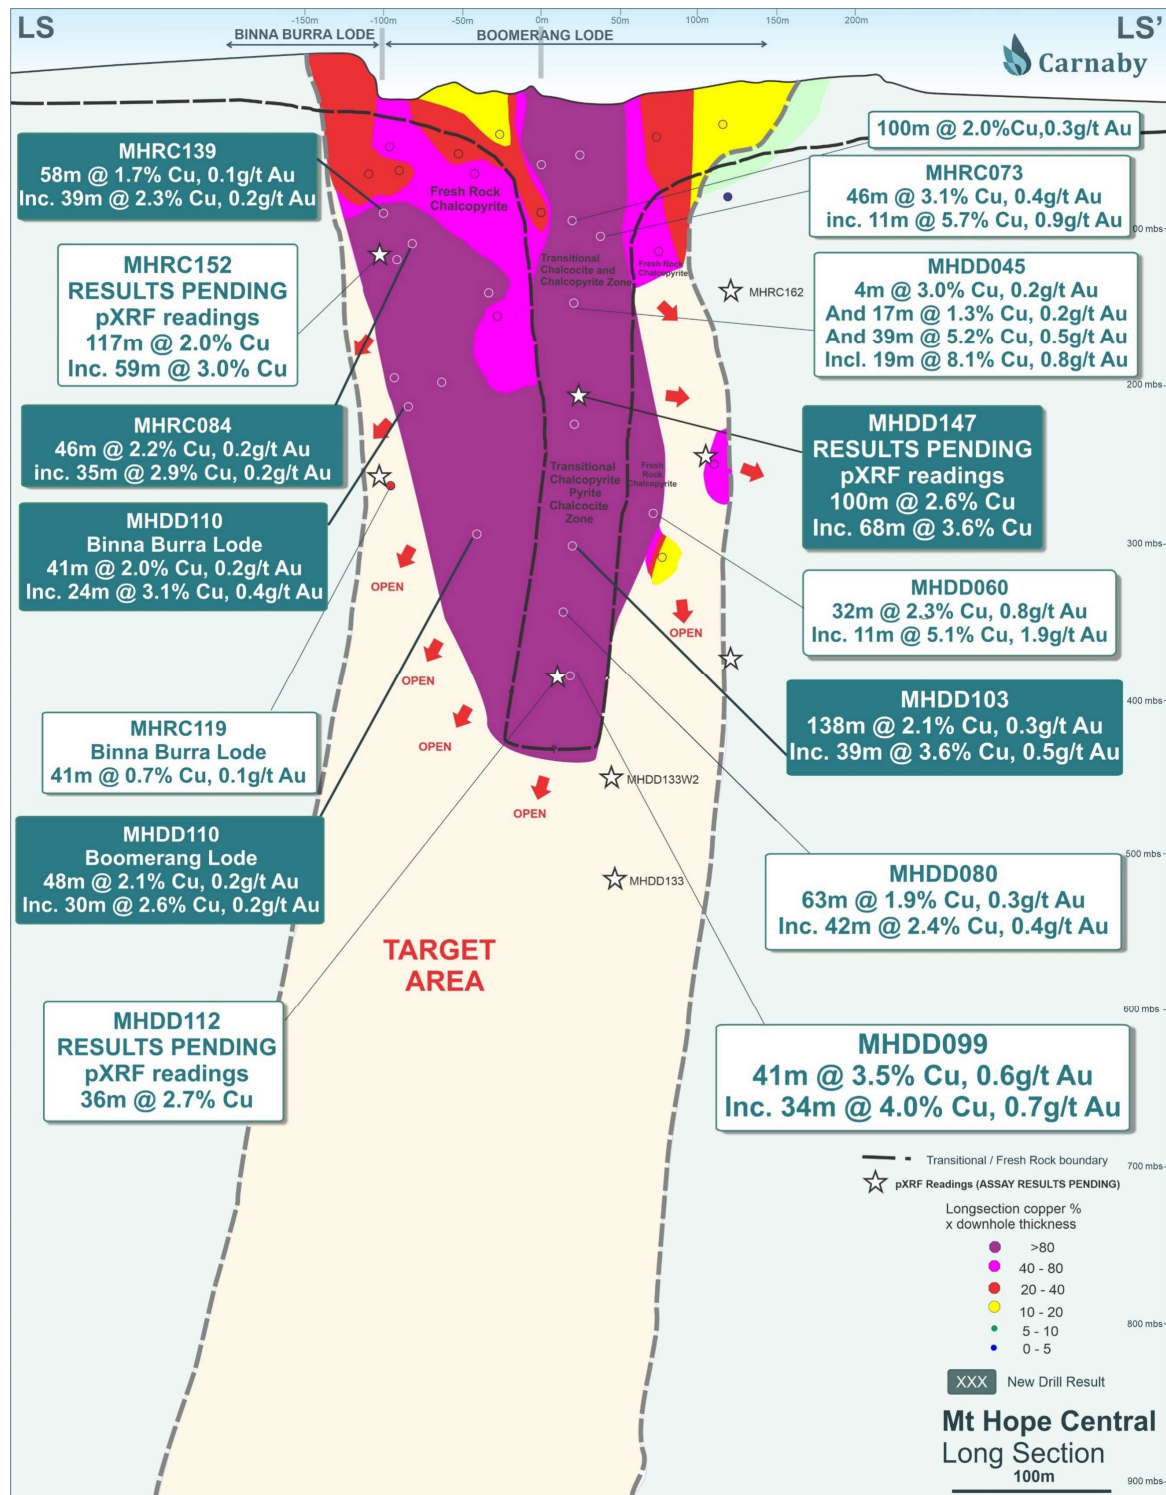 LS
LS'
-150m
-100m
-50m
0m
50m
100m
150m
200m
BINNA BURRA LODE
BOOMERANG LODE
Carnaby
100m @ 2.0%Cu,0.3g/t Au
MHRC139
58m @ 1.7% Cu, 0.1g/t Au
Inc. 39m @ 2.3% Cu, 0.2g/t Au
MHRC073
46m @ 3.1% Cu, 0.4g/t Au
inc. 11m @ 5.7% Cu, 0.9g/t Au
Fresh Rock
Chalcopyrite
00 mbs
MHRC152
RESULTS PENDING
pXRF readings
117m @ 2.0% Cu
Inc. 59m @ 3.0% Cu
Transitional
Chalcocite and
Chalcopyrite Zone
Fresh Rock
Chalcopyrite
MHRC162
MHDD045
4m @ 3.0% Cu, 0.2g/t Au
And 17m @ 1.3% Cu, 0.2g/t Au
And 39m @ 5.2% Cu, 0.5g/t Au
Incl. 19m @ 8.1% Cu, 0.8g/t Au
200 mbs
MHRC084
46m @ 2.2% Cu, 0.2g/t Au
inc. 35m @ 2.9% Cu, 0.2g/t Au
MHDD147
RESULTS PENDING
pXRF readings
100m @ 2.6% Cu
Inc. 68m @ 3.6% Cu
Transitional
Chalcopyrite
Pyrite
Chalcocite
Zone
Fresh
Rock
Chalcopyrite
MHDD110
Binna Burra Lode
41m @ 2.0% Cu, 0.2g/t Au
Inc. 24m @ 3.1% Cu, 0.4g/t Au
300 mbs
OPEN
MHDD060
32m @ 2.3% Cu, 0.8g/t Au
Inc. 11m @ 5.1% Cu, 1.9g/t Au
OPEN
OPEN
MHDD103
138m @ 2.1% Cu, 0.3g/t Au
Inc. 39m @ 3.6% Cu, 0.5g/t Au
400 mbs
MHRC119
Binna Burra Lode
41m @ 0.7% Cu, 0.1g/t Au
OPEN
MHDD133W2
OPEN
MHDD110
Boomerang Lode
48m @ 2.1% Cu, 0.2g/t Au
Inc. 30m @ 2.6% Cu, 0.2g/t Au
500 mbs
MHDD133
MHDD080
63m @ 1.9% Cu, 0.3g/t Au
Inc. 42m @ 2.4% Cu, 0.4g/t Au
TARGET
AREA
600 mbs
MHDD112
RESULTS PENDING
pXRF readings
36m @ 2.7% Cu
MHDD099
41m @ 3.5% Cu, 0.6g/t Au
Inc. 34m @ 4.0% Cu, 0.7g/t Au
Transitional / Fresh Rock boundary
700 mbs
pXRF Readings (ASSAY RESULTS PENDING)
Longsection copper %
x downhole thickness
>80
40 - 80
20 - 40
10 - 20
5 - 10
0 - 5
800 mbs
XXX New Drill Result
Mt Hope Central
Long Section
100m
900 mbs